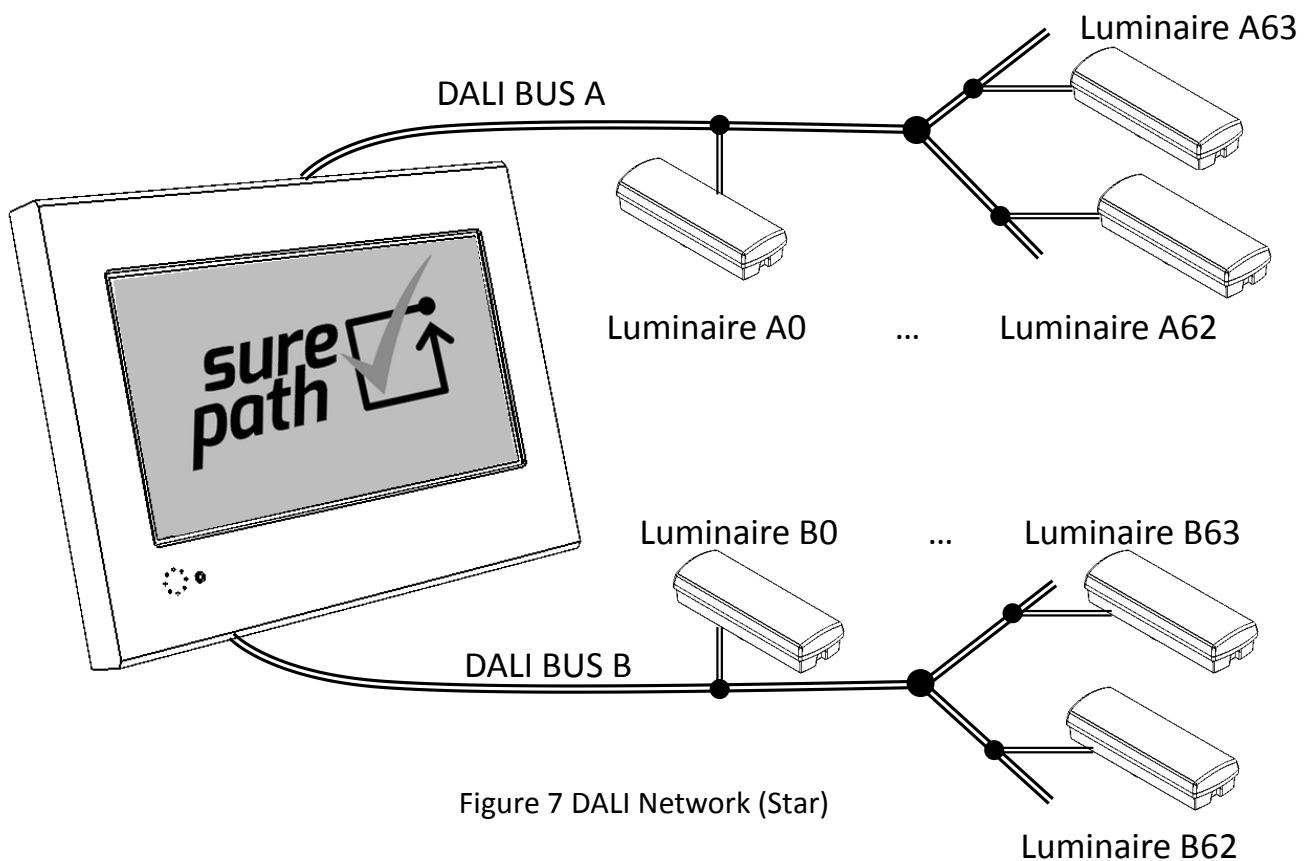 Luminaire A63
DALI BUS A
Luminaire A0 ... Luminaire A62
sure
path
Luminaire B0 ... Luminaire B63
DALI BUS B
Figure 7 DALI Network (Star)
Luminaire B62